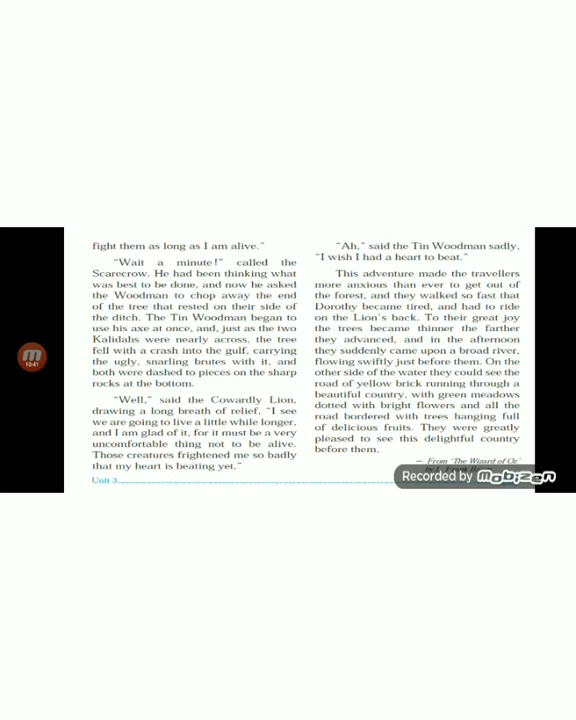 fight them as long as I am alive."
"Wait a minute!" called the
Scarecrow. He had been thinking what
was best to be done, and now he asked
the Woodman to chop away the end
of the tree that rested on their side of
the ditch. The Tin Woodman began to
use his axe at once, and, just as the two
Kalidahs were nearly across, the tree
fell with a crash into the gulf, carrying
the ugly, snarling brutes with it, and
both were dashed to pieces on the sharp
rocks at the bottom.
"Well," said the Cowardly Lion,
drawing a long breath of relief, "I see
we are going to live a little while longer,
and I am glad of it, for it must be a very
uncomfortable thing not to be alive.
Those creatures frightened me so badly
that my heart is beating yet."
Unit 3
"Ah," said the Tin Woodman sadly,
"I wish I had a heart to beat."
This adventure made the travellers
more anxious than ever to get out of
the forest, and they walked so fast that
Dorothy became tired, and had to ride
on the Lion's back. To their great joy
the trees became thinner the farther
they advanced, and in the afternoon
they suddenly came upon a broad river,
flowing swiftly just before them. On the
other side of the water they could see the
road of yellow brick running through a
beautiful country, with green meadows
dotted with bright flowers and all the
road bordered with trees hanging full
of delicious fruits. They were greatly
pleased to see this delightful country
before them.
— From 'The Wizard of Oz'
Recorded by Mobizen
M
10:41